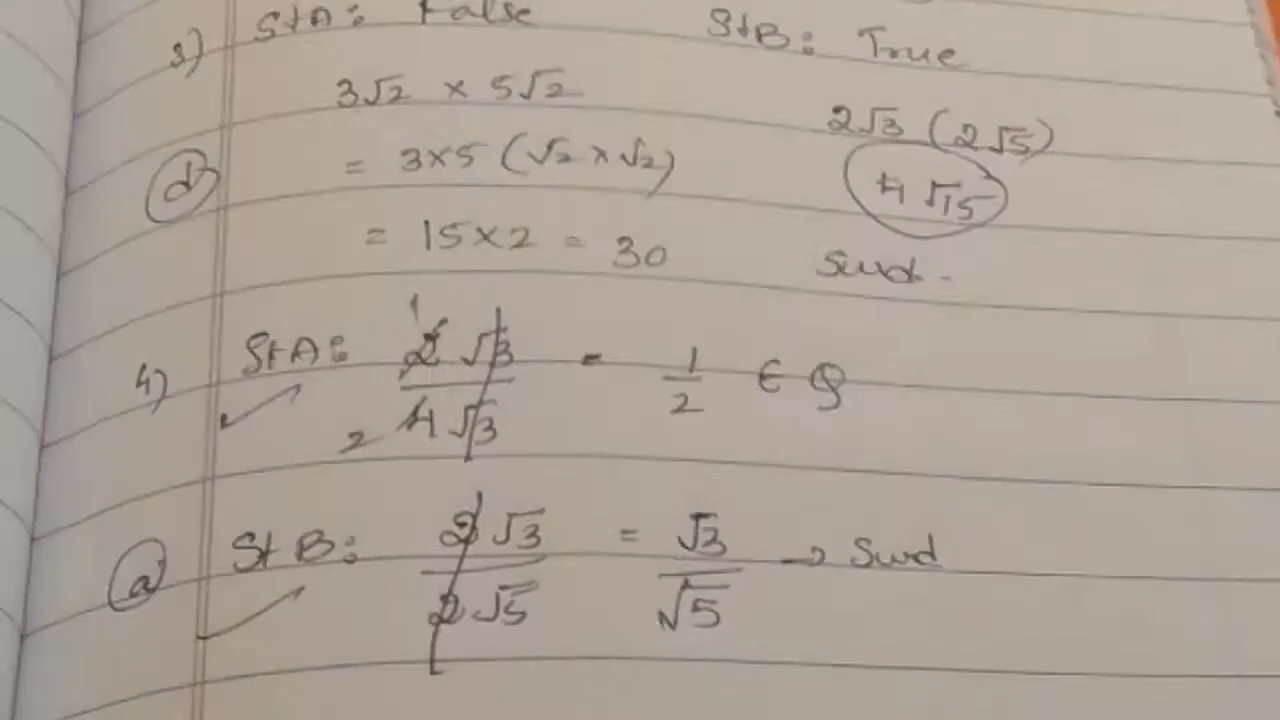 3) St A: False St B: True
3√2 × 5√2 2√3 (2√5)
(d) = 3×5 (√2 × √2) 4√15
= 15×2 = 30 Surd.
4) St A: 2√3 / 4√3 = 1/2 ∈ Q
1
2
(a) St B: 2√3 / 2√5 = √3 / √5 → Surd